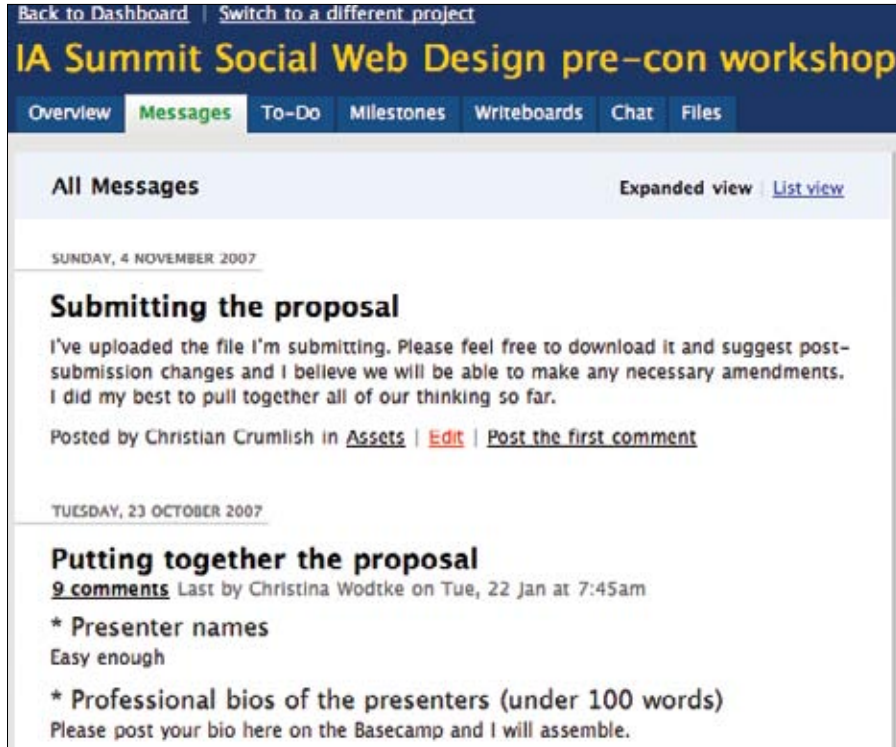 Back to Dashboard | Switch to a different project
IA Summit Social Web Design pre-con workshop
Overview Messages To-Do Milestones Writeboards Chat Files
All Messages Expanded view | List view
SUNDAY, 4 NOVEMBER 2007
Submitting the proposal
I've uploaded the file I'm submitting. Please feel free to download it and suggest post-
submission changes and I believe we will be able to make any necessary amendments.
I did my best to pull together all of our thinking so far.
Posted by Christian Crumlish in Assets | Edit | Post the first comment
TUESDAY, 23 OCTOBER 2007
Putting together the proposal
9 comments Last by Christina Wodtke on Tue, 22 Jan at 7:45am
* Presenter names
Easy enough
* Professional bios of the presenters (under 100 words)
Please post your bio here on the Basecamp and I will assemble.